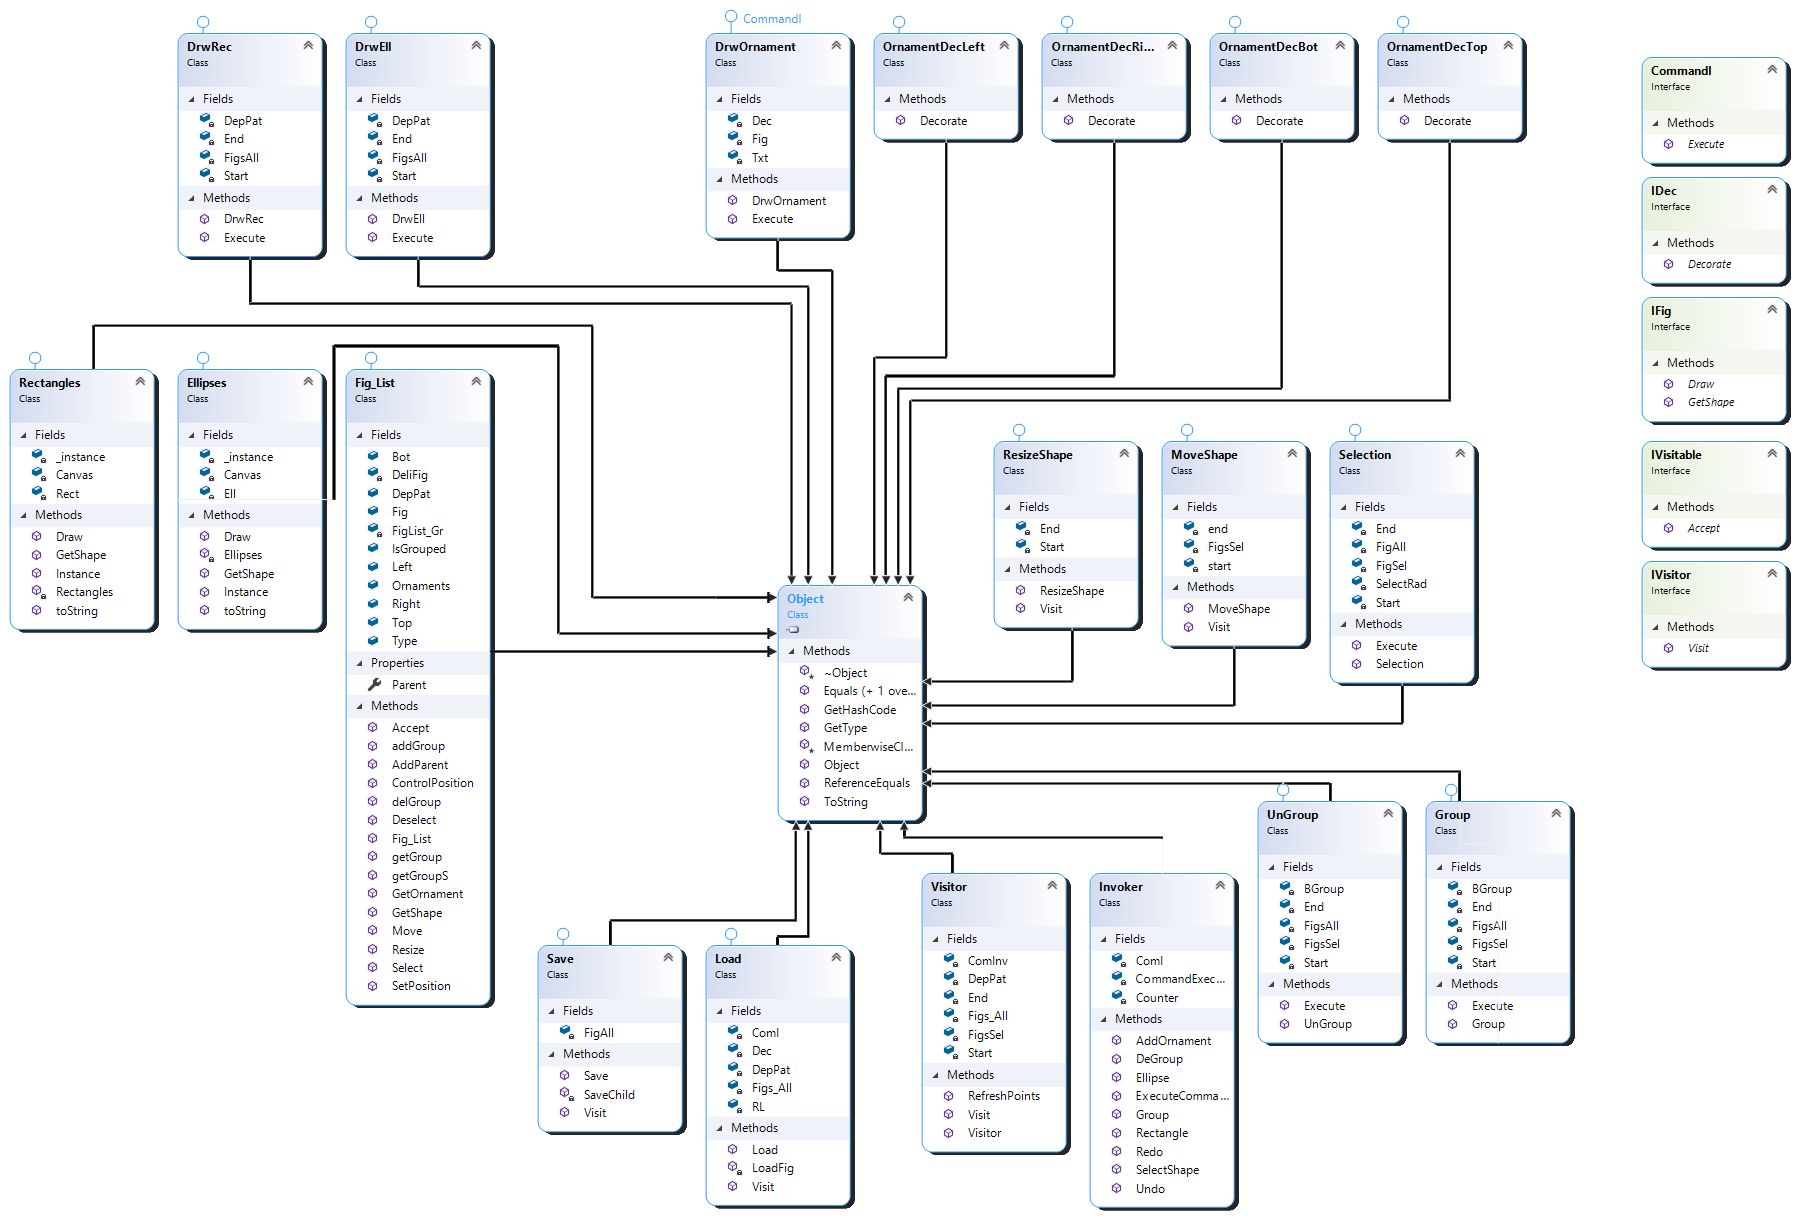 DrwRec
Class
Fields
DepPat
End
FigsAll
Start
Methods
DrwRec
Execute
DrwEll
Class
Fields
DepPat
End
FigsAll
Start
Methods
DrwEll
Execute
CommandI
DrwOrnament
Class
Fields
Dec
Fig
Txt
Methods
DrwOrnament
Execute
OrnamentDecLeft
Class
Methods
Decorate
OrnamentDecRi...
Class
Methods
Decorate
OrnamentDecBot
Class
Methods
Decorate
OrnamentDecTop
Class
Methods
Decorate
CommandI
Interface
Methods
Execute
IDec
Interface
Methods
Decorate
IFig
Interface
Methods
Draw
GetShape
IVisitable
Interface
Methods
Accept
IVisitor
Interface
Methods
Visit
Rectangles
Class
Fields
_instance
Canvas
Rect
Methods
Draw
GetShape
Instance
Rectangles
toString
Ellipses
Class
Fields
_instance
Canvas
Ell
Methods
Draw
Ellipses
GetShape
Instance
toString
Fig_List
Class
Fields
Bot
DeliFig
DepPat
Fig
FigList_Gr
IsGrouped
Left
Ornaments
Right
Top
Type
Properties
Parent
Methods
Accept
addGroup
AddParent
ControlPosition
delGroup
Deselect
Fig_List
getGroup
getGroupS
GetOrnament
GetShape
Move
Resize
Select
SetPosition
ResizeShape
Class
Fields
End
Start
Methods
ResizeShape
Visit
MoveShape
Class
Fields
end
FigsSel
start
Methods
MoveShape
Visit
Selection
Class
Fields
End
FigAll
FigSel
SelectRad
Start
Methods
Execute
Selection
Object
Class
Methods
~Object
Equals (+ 1 ove...
GetHashCode
GetType
MemberwiseCl...
Object
ReferenceEquals
ToString
UnGroup
Class
Fields
BGroup
End
FigsAll
FigsSel
Start
Methods
Execute
UnGroup
Group
Class
Fields
BGroup
End
FigsAll
FigsSel
Start
Methods
Execute
Group
Visitor
Class
Fields
ComInv
DepPat
End
Figs_All
FigsSel
Start
Methods
RefreshPoints
Visit
Visitor
Invoker
Class
Fields
ComI
CommandExec...
Counter
Methods
AddOrnament
DeGroup
Ellipse
ExecuteComma...
Group
Rectangle
Redo
SelectShape
Undo
Save
Class
Fields
FigAll
Methods
Save
SaveChild
Visit
Load
Class
Fields
ComI
Dec
DepPat
Figs_All
RL
Methods
Load
LoadFig
Visit